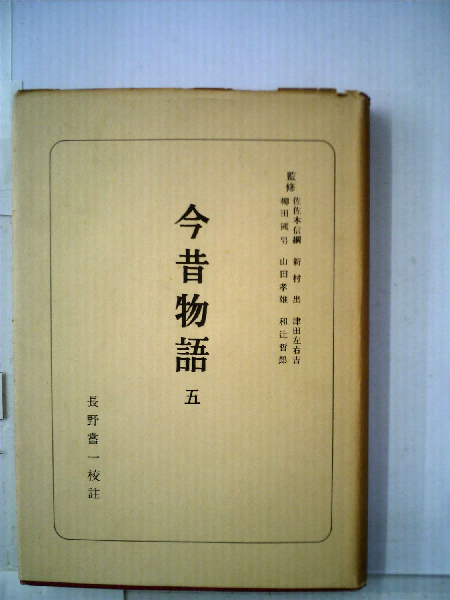 監修
佐佐木信綱 新村出 津田左右吉
柳田國男 山田孝雄 和辻哲郎
今昔物語 五
長野甞一校註